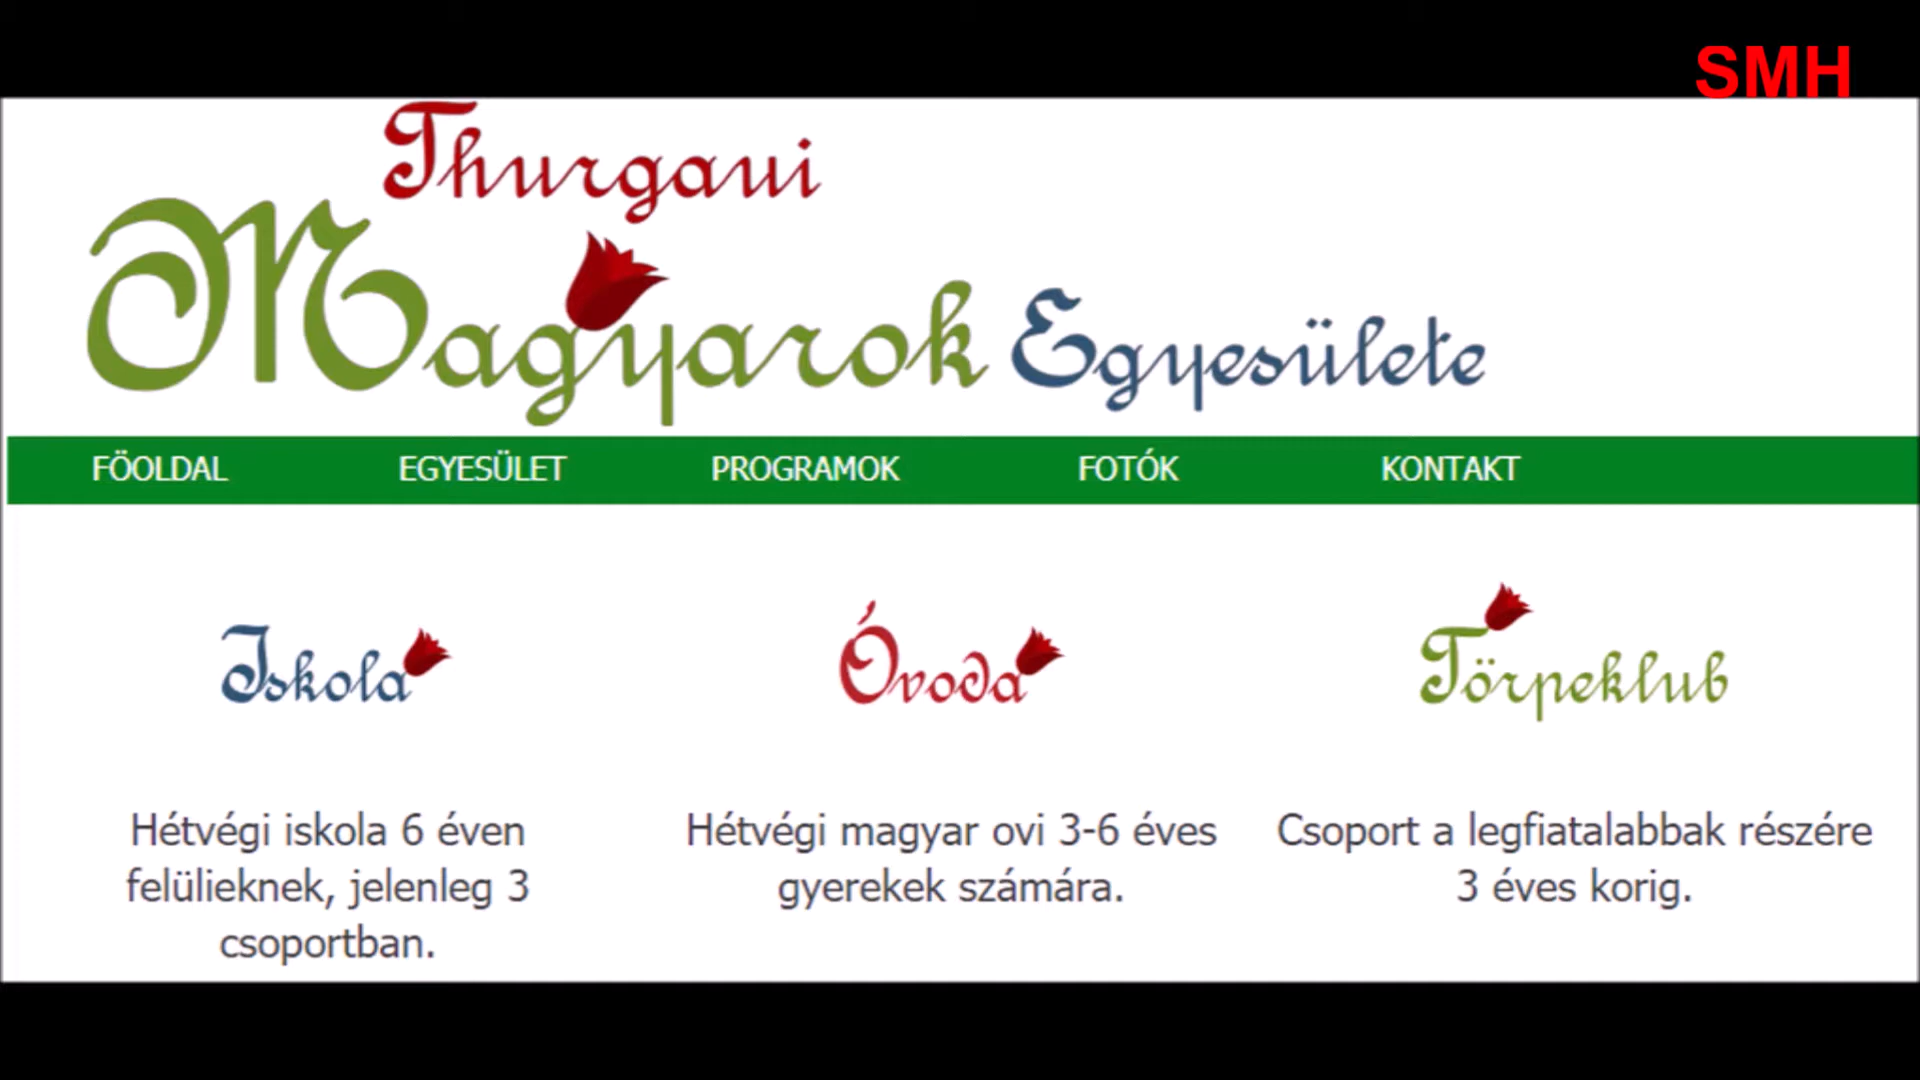 SMH
Thurgaui
Magyarok Egyesülete
FÖOLDAL EGYESÜLET PROGRAMOK FOTÓK KONTAKT
Iskola Óvoda Törpeklub
Hétvégi iskola 6 éven
felülieknek, jelenleg 3
csoportban.
Hétvégi magyar ovi 3-6 éves
gyerekek számára.
Csoport a legfiatalabbak részére
3 éves korig.